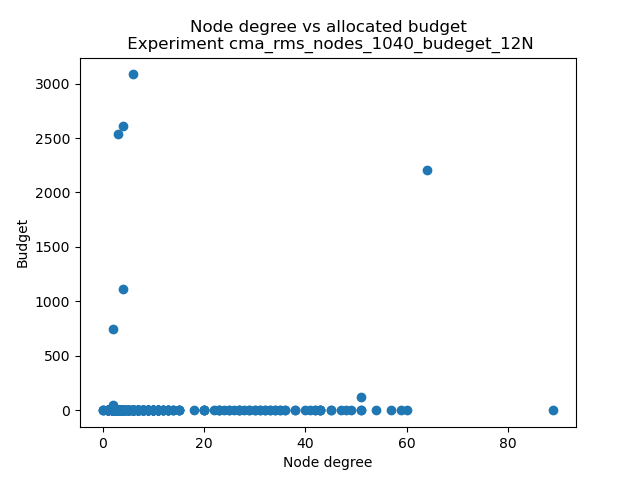 Node degree vs allocated budget
Experiment cma_rms_nodes_1040_budeget_12N
3000
2500
2000
1500
1000
500
0
Budget
0 20 40 60 80
Node degree